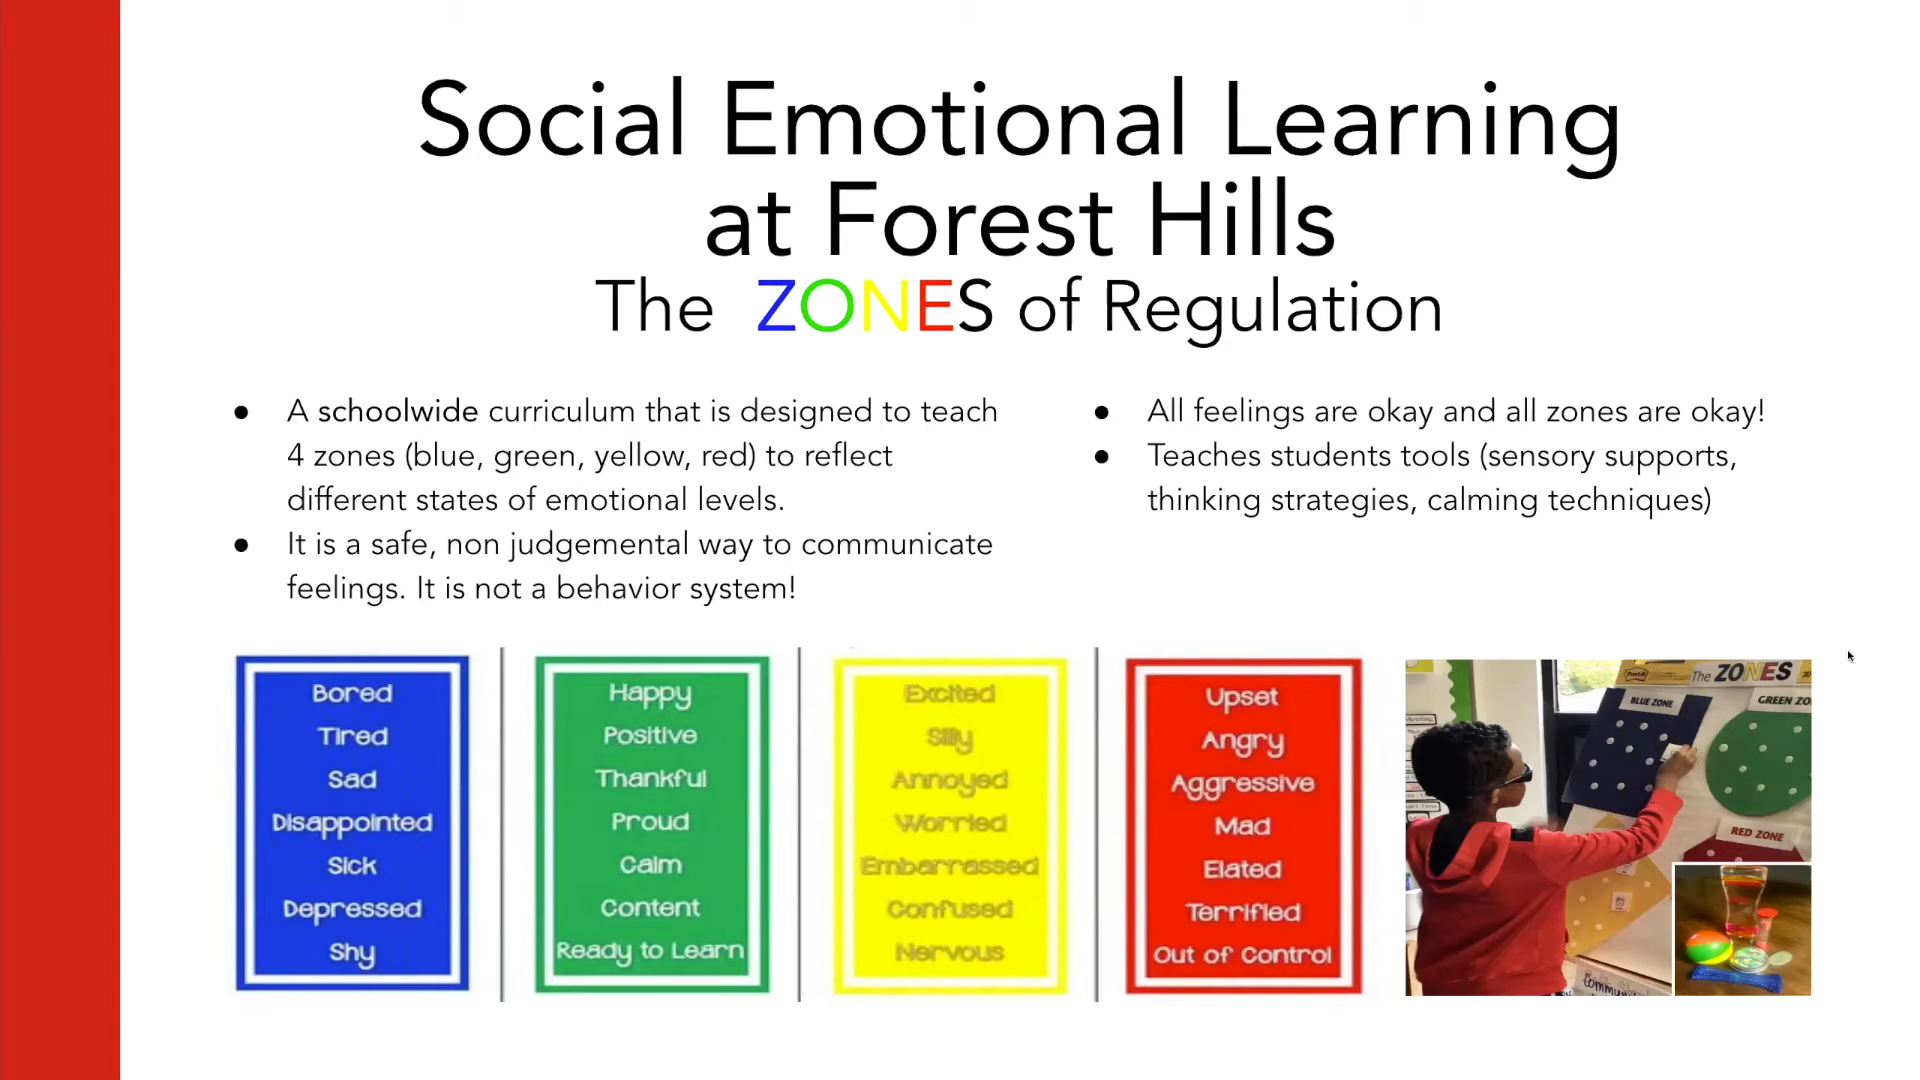 Social Emotional Learning
at Forest Hills
The ZONES of Regulation
● A schoolwide curriculum that is designed to teach
4 zones (blue, green, yellow, red) to reflect
different states of emotional levels.
● It is a safe, non judgemental way to communicate
feelings. It is not a behavior system!
● All feelings are okay and all zones are okay!
● Teaches students tools (sensory supports,
thinking strategies, calming techniques)
Bored
Tired
Sad
Disappointed
Sick
Depressed
Shy
Happy
Positive
Thankful
Proud
Calm
Content
Ready to Learn
Excited
Silly
Annoyed
Worried
Embarrassed
Confused
Nervous
Upset
Angry
Aggressive
Mad
Elated
Terrified
Out of Control
Post-it
The ZONES
BLUE ZONE
GREEN ZO
RED ZONE